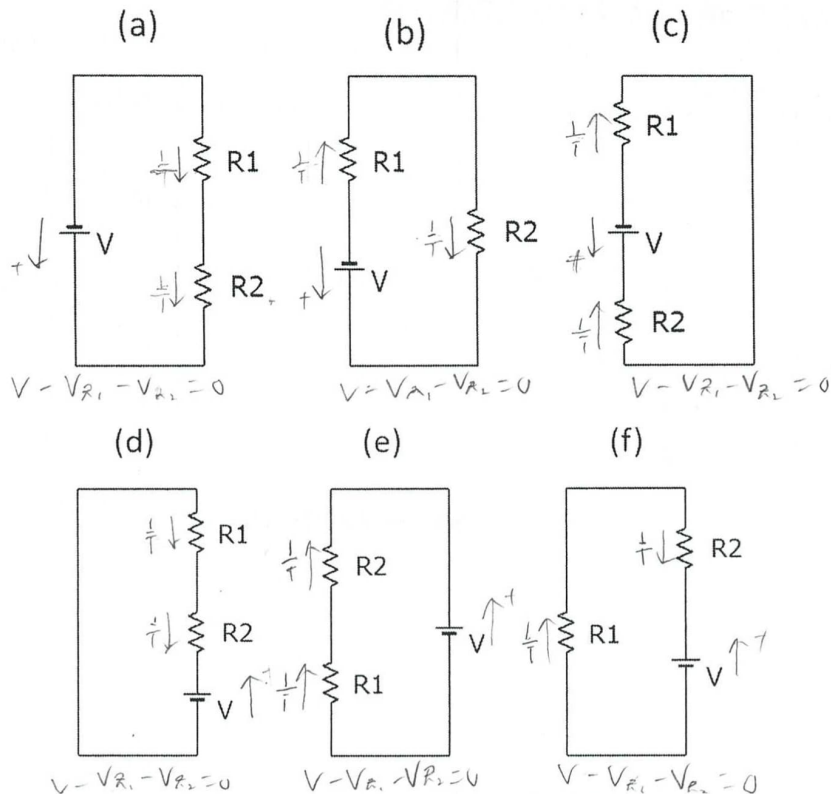 (a)
(b)
(c)
R1
R2
V
+
R1
R2
V
+
R1
V
R2
V - VR₁ - VR₂ = 0
V - VR₁ - VR₂ = 0
V - VR₁ - VR₂ = 0
(d)
(e)
(f)
R1
R2
V
+
R2
R1
V
+
R2
R1
V
+
V - VR₁ - VR₂ = 0
V - VR₁ - VR₂ = 0
V - VR₁ - VR₂ = 0